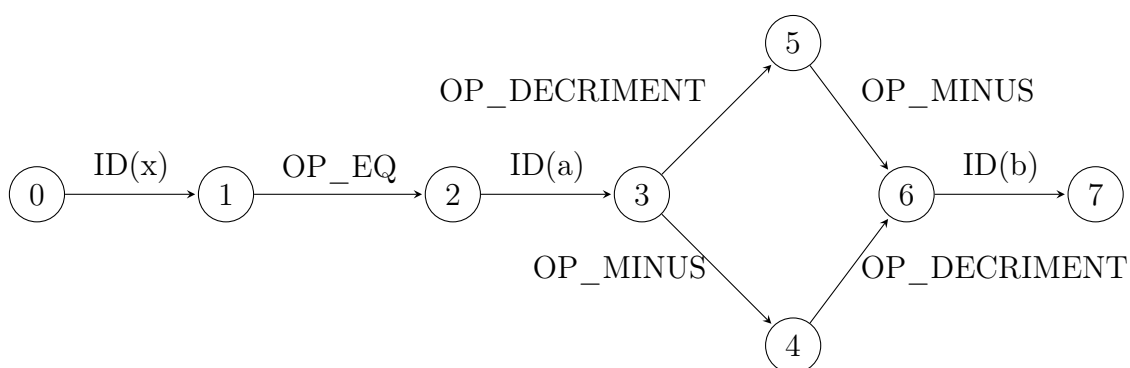 5
OP_DECRIMENT
OP_MINUS
ID(x)
OP_EQ
ID(a)
ID(b)
0
1
2
3
6
7
OP_MINUS
OP_DECRIMENT
4